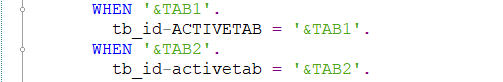 WHEN '&TAB1'.
tb_id-ACTIVETAB = '&TAB1'.
WHEN '&TAB2'.
tb_id-activetab = '&TAB2'.